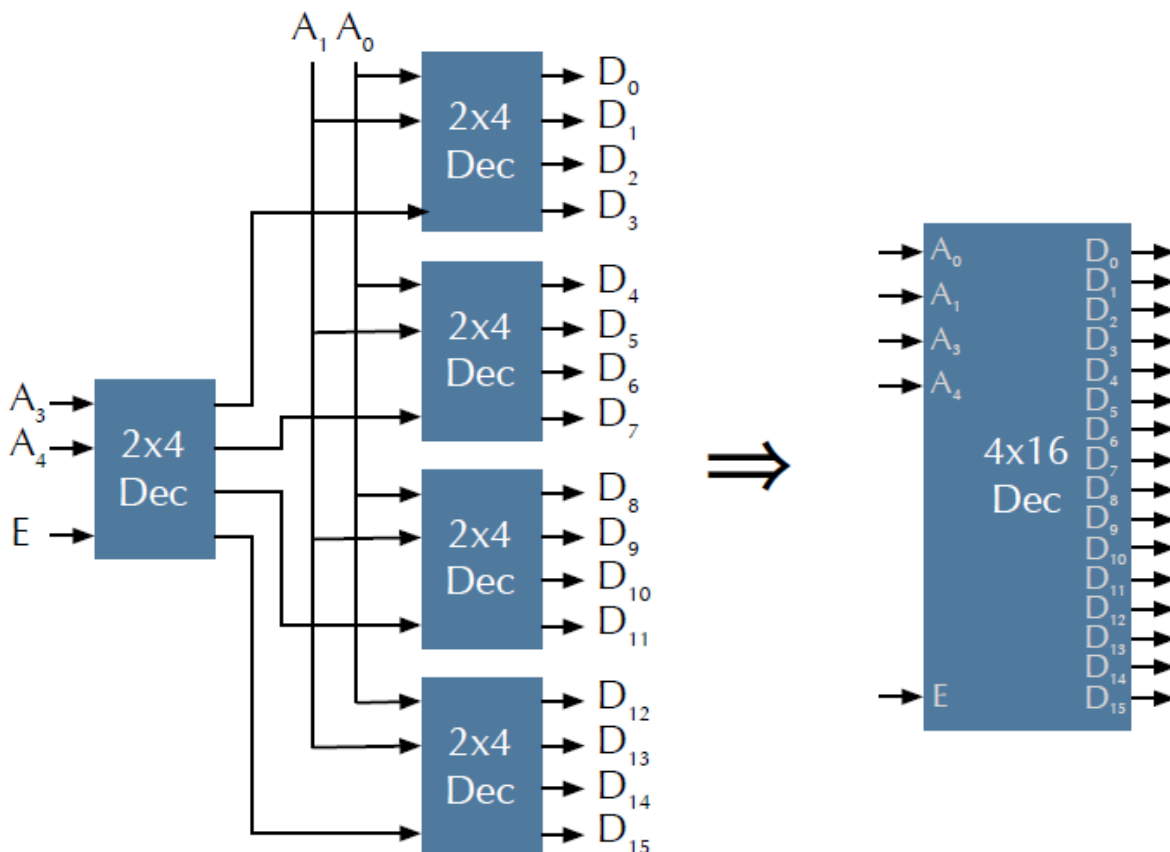 A₁ A₀
2x4
Dec
D₀
D₁
D₂
D₃
2x4
Dec
D₄
D₅
D₆
D₇
A₃
A₄
E
2x4
Dec
2x4
Dec
D₈
D₉
D₁₀
D₁₁
2x4
Dec
D₁₂
D₁₃
D₁₄
D₁₅
⇒
A₀
A₁
A₃
A₄
E
4x16
Dec
D₀
D₁
D₂
D₃
D₄
D₅
D₆
D₇
D₈
D₉
D₁₀
D₁₁
D₁₂
D₁₃
D₁₄
D₁₅